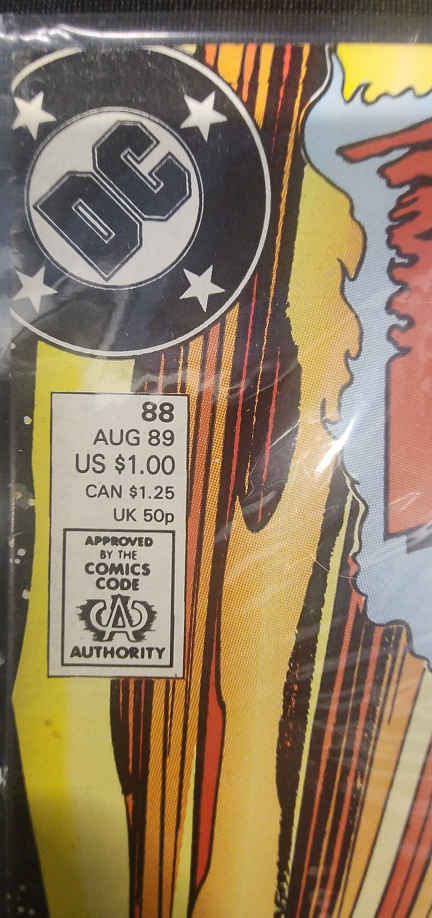 DC
88
AUG 89
US $1.00
CAN $1.25
UK 50p
APPROVED
BY THE
COMICS
CODE
CA
AUTHORITY